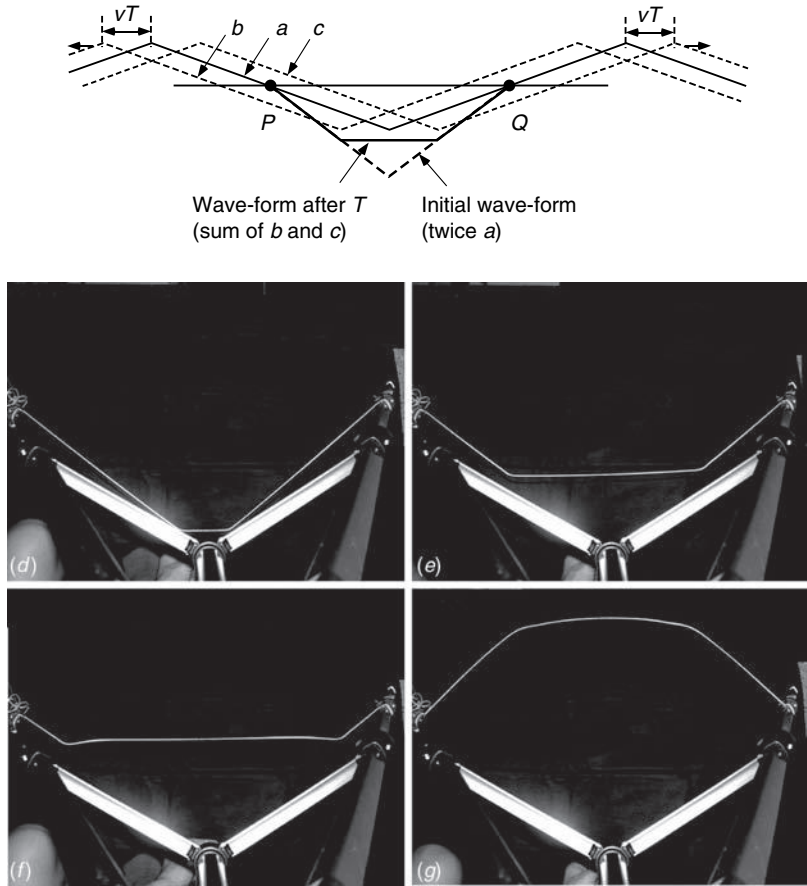 vT
vT
b
a
c
P
Q
Wave-form after T
(sum of b and c)
Initial wave-form
(twice a)
(d)
(e)
(f)
(g)